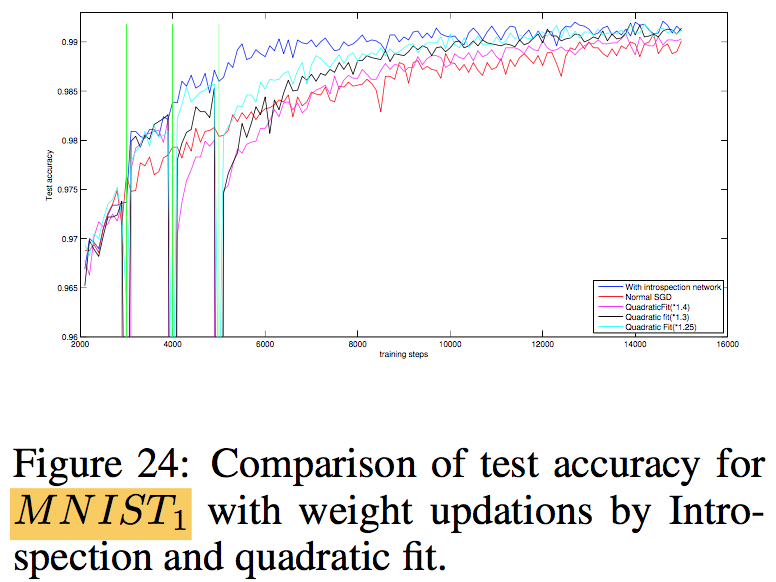 0.99
0.985
0.98
0.975
0.97
0.965
0.96
Test accuracy
2000 4000 6000 8000 10000 12000 14000 16000
training steps
With introspection network
Normal SGD
QuadraticFit(*1.4)
Quadratic fit(*1.3)
Quadratic Fit(*1.25)
Figure 24: Comparison of test accuracy for
MNIST₁ with weight updations by Intro-
spection and quadratic fit.